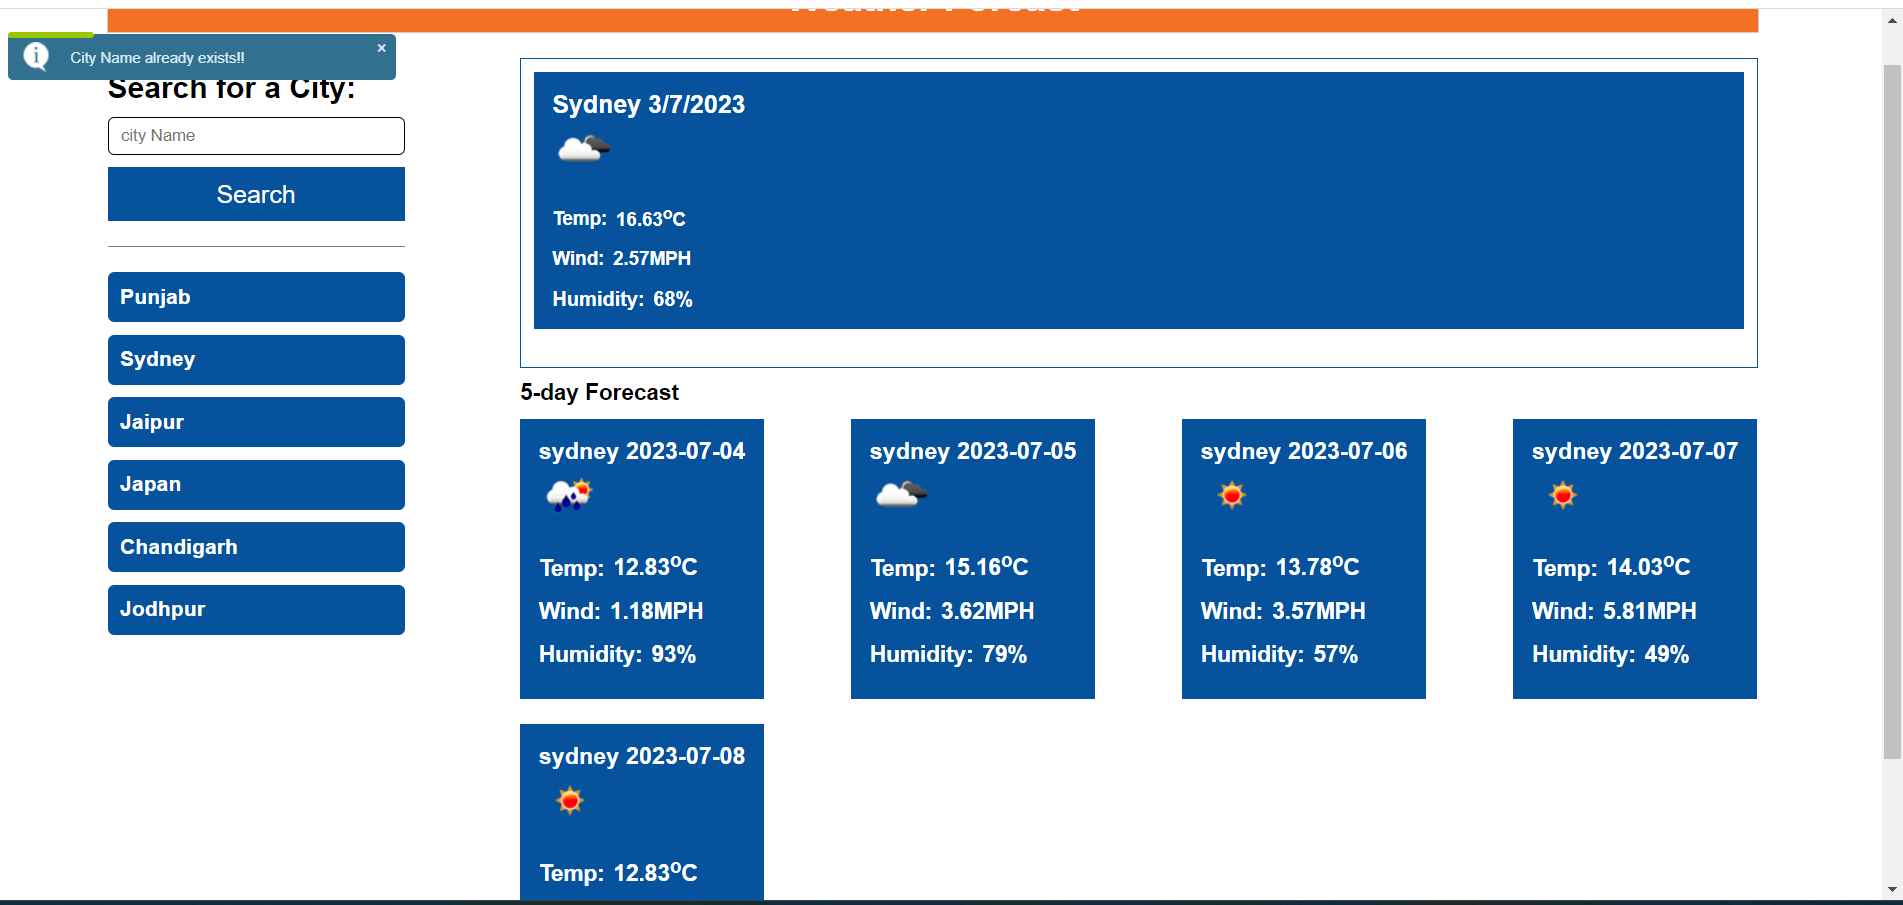 Weather Forecast
City Name already exists!!
×
Search for a City:
city Name
Search
Punjab
Sydney
Jaipur
Japan
Chandigarh
Jodhpur
Sydney 3/7/2023
Temp: 16.63°C
Wind: 2.57MPH
Humidity: 68%
5-day Forecast
sydney 2023-07-04
Temp: 12.83°C
Wind: 1.18MPH
Humidity: 93%
sydney 2023-07-05
Temp: 15.16°C
Wind: 3.62MPH
Humidity: 79%
sydney 2023-07-06
Temp: 13.78°C
Wind: 3.57MPH
Humidity: 57%
sydney 2023-07-07
Temp: 14.03°C
Wind: 5.81MPH
Humidity: 49%
sydney 2023-07-08
Temp: 12.83°C